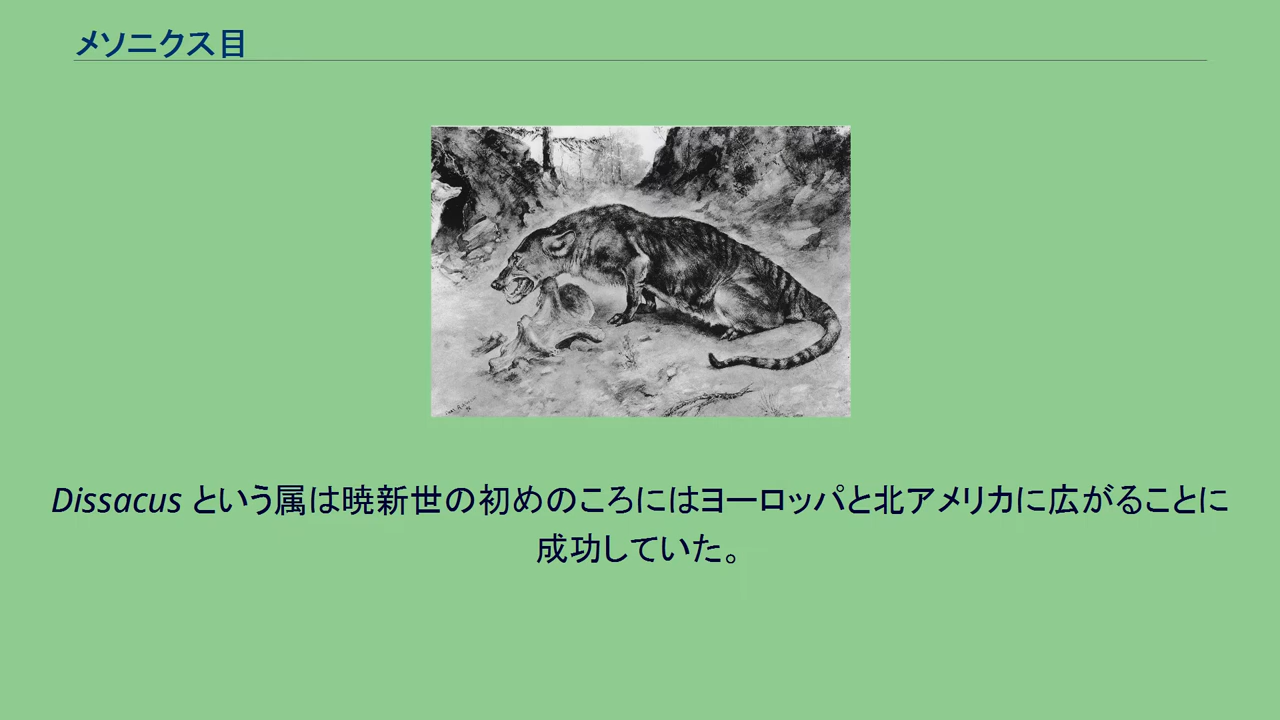 メソニクス目
Dissacus という属は暁新世の初めのころにはヨーロッパと北アメリカに広がることに
成功していた。